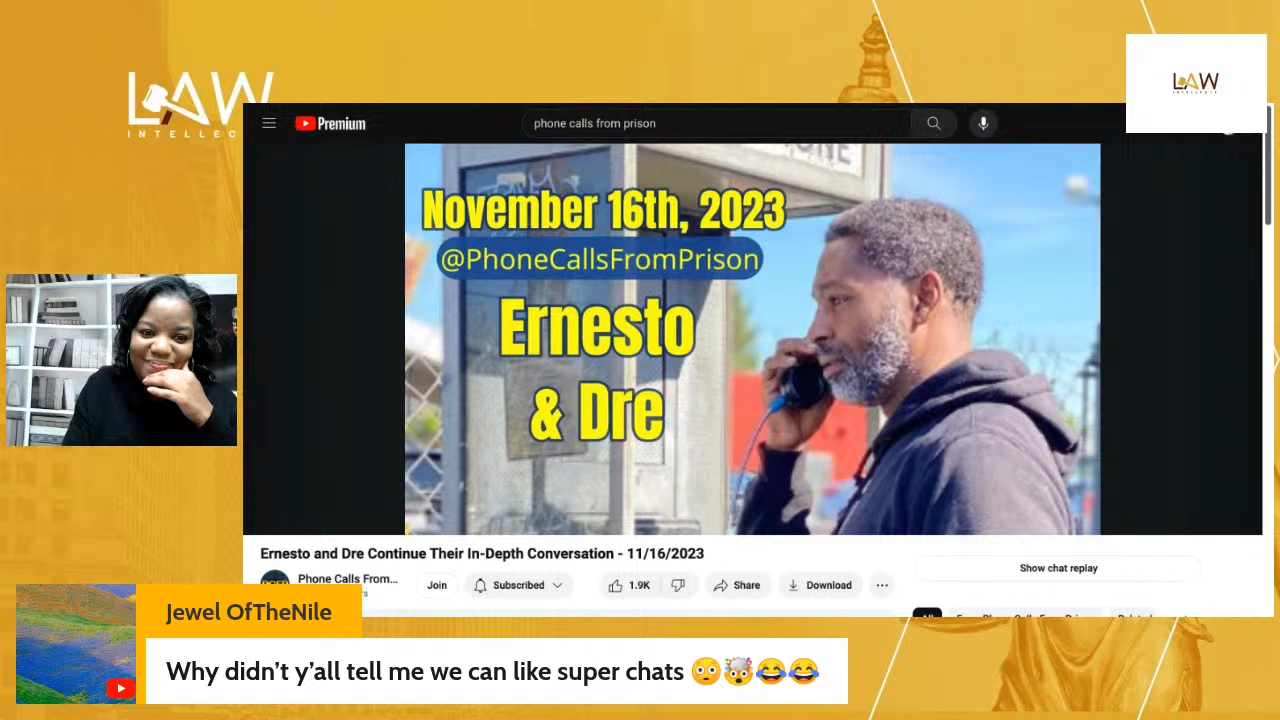 LAW
INTELLEC
Premium
phone calls from prison
LAW
INTELLECTS
ONE
November 16th, 2023
@PhoneCallsFromPrison
Ernesto
& Dre
Ernesto and Dre Continue Their In-Depth Conversation - 11/16/2023
Phone Calls From...
Join
Subscribed
1.9K
Share
Download
Show chat replay
Jewel OfTheNile
Why didn’t y’all tell me we can like super chats 😳🤯😂😂